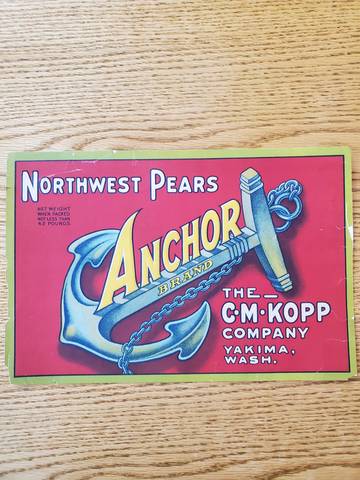 NORTHWEST PEARS
NET WEIGHT
WHEN PACKED
NOT LESS THAN
42 POUNDS.
ANCHOR
BRAND
THE
C·M·KOPP
COMPANY
YAKIMA,
WASH.